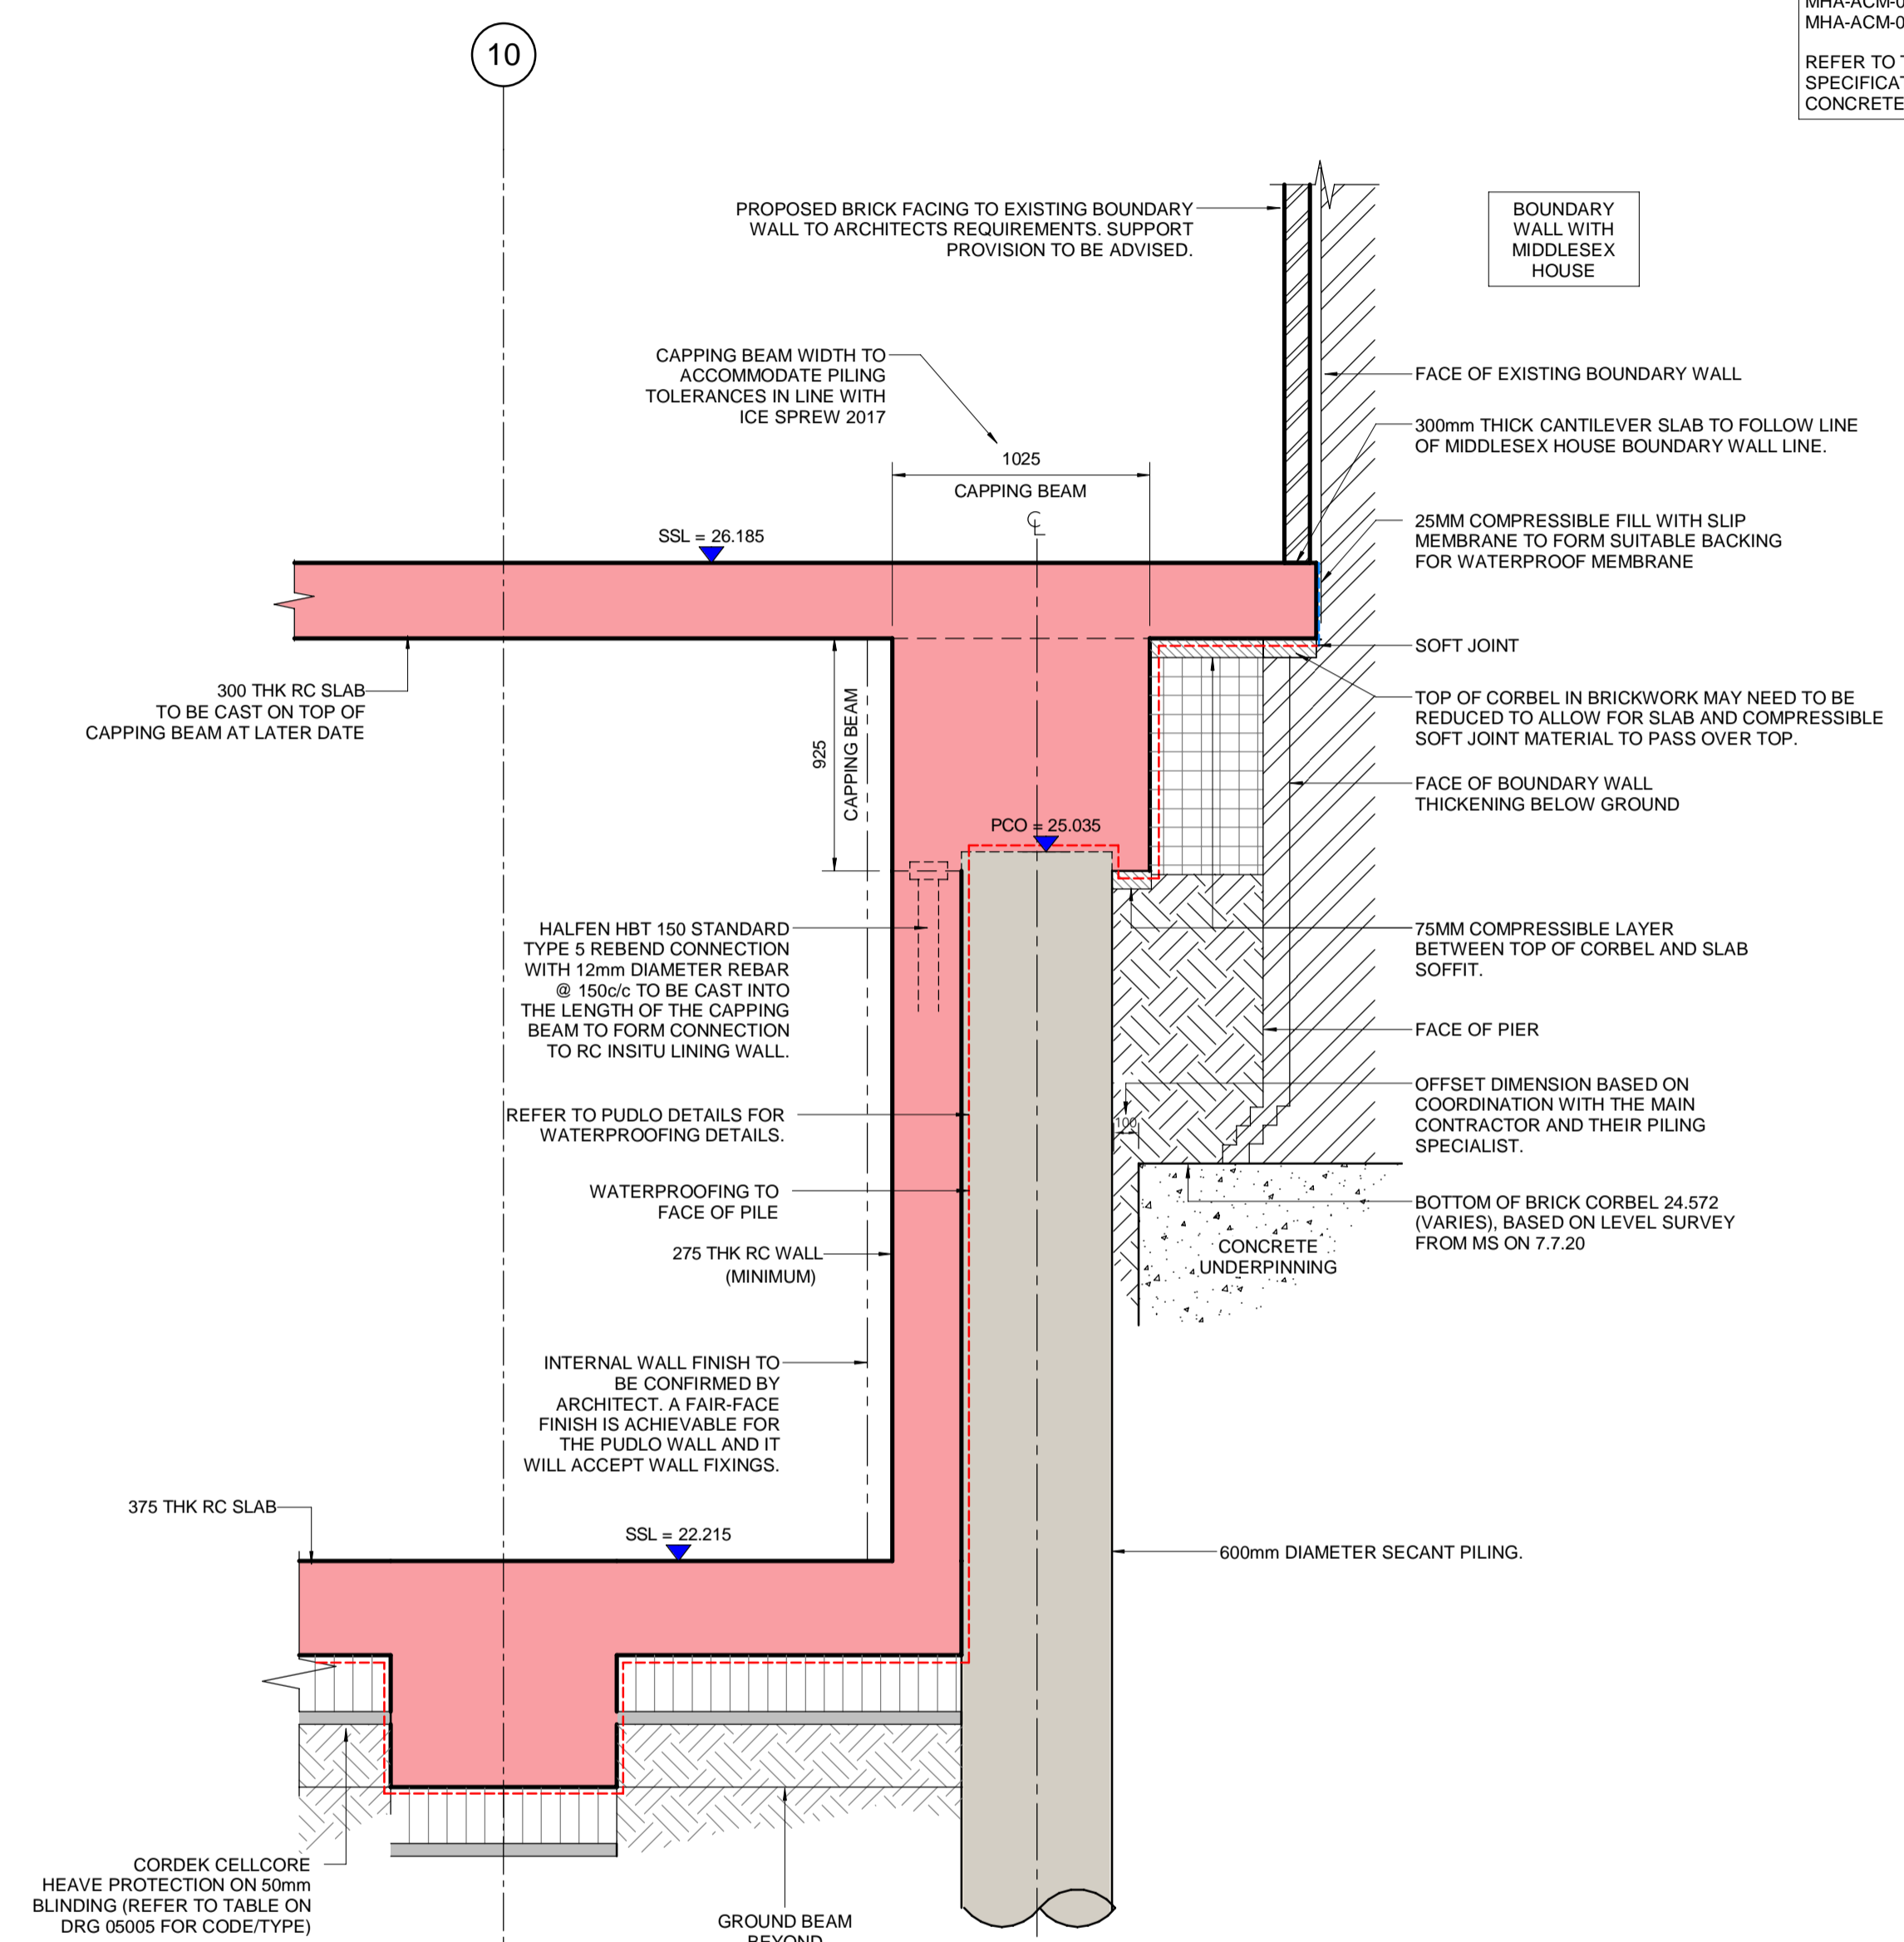 10
MHA-ACM-0
REFER TO
SPECIFICAT
CONCRETE
PROPOSED BRICK FACING TO EXISTING BOUNDARY
WALL TO ARCHITECTS REQUIREMENTS. SUPPORT
PROVISION TO BE ADVISED.
BOUNDARY
WALL WITH
MIDDLESEX
HOUSE
CAPPING BEAM WIDTH TO
ACCOMMODATE PILING
TOLERANCES IN LINE WITH
ICE SPREW 2017
FACE OF EXISTING BOUNDARY WALL
300mm THICK CANTILEVER SLAB TO FOLLOW LINE
OF MIDDLESEX HOUSE BOUNDARY WALL LINE.
1025
CAPPING BEAM
CL
25MM COMPRESSIBLE FILL WITH SLIP
MEMBRANE TO FORM SUITABLE BACKING
FOR WATERPROOF MEMBRANE
SSL = 26.185
SOFT JOINT
300 THK RC SLAB
TO BE CAST ON TOP OF
CAPPING BEAM AT LATER DATE
925
CAPPING BEAM
TOP OF CORBEL IN BRICKWORK MAY NEED TO BE
REDUCED TO ALLOW FOR SLAB AND COMPRESSIBLE
SOFT JOINT MATERIAL TO PASS OVER TOP.
FACE OF BOUNDARY WALL
THICKENING BELOW GROUND
PCO = 25.035
HALFEN HBT 150 STANDARD
TYPE 5 REBEND CONNECTION
WITH 12mm DIAMETER REBAR
@ 150c/c TO BE CAST INTO
THE LENGTH OF THE CAPPING
BEAM TO FORM CONNECTION
TO RC INSITU LINING WALL.
75MM COMPRESSIBLE LAYER
BETWEEN TOP OF CORBEL AND SLAB
SOFFIT.
FACE OF PIER
REFER TO PUDLO DETAILS FOR
WATERPROOFING DETAILS.
OFFSET DIMENSION BASED ON
COORDINATION WITH THE MAIN
CONTRACTOR AND THEIR PILING
SPECIALIST.
100
WATERPROOFING TO
FACE OF PILE
BOTTOM OF BRICK CORBEL 24.572
(VARIES), BASED ON LEVEL SURVEY
FROM MS ON 7.7.20
275 THK RC WALL
(MINIMUM)
CONCRETE
UNDERPINNING
INTERNAL WALL FINISH TO
BE CONFIRMED BY
ARCHITECT. A FAIR-FACE
FINISH IS ACHIEVABLE FOR
THE PUDLO WALL AND IT
WILL ACCEPT WALL FIXINGS.
375 THK RC SLAB
SSL = 22.215
600mm DIAMETER SECANT PILING.
CORDEK CELLCORE
HEAVE PROTECTION ON 50mm
BLINDING (REFER TO TABLE ON
DRG 05005 FOR CODE/TYPE)
GROUND BEAM
BEYOND